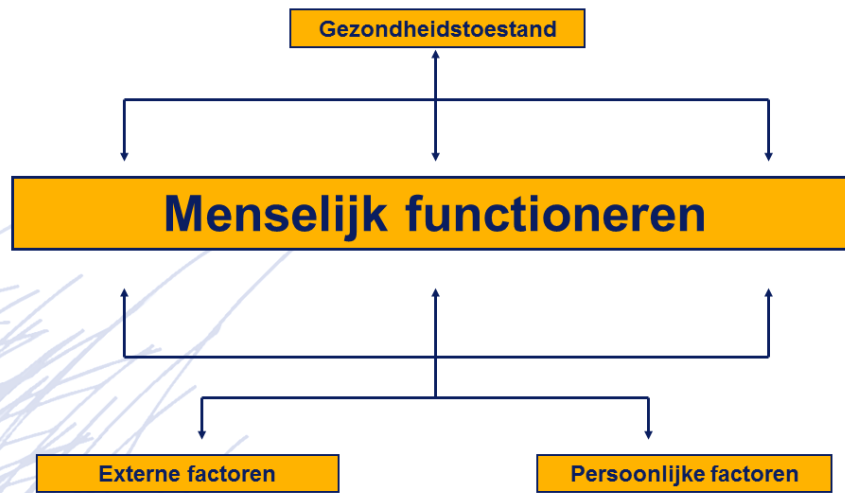 Gezondheidstoestand
Menselijk functioneren
Externe factoren
Persoonlijke factoren